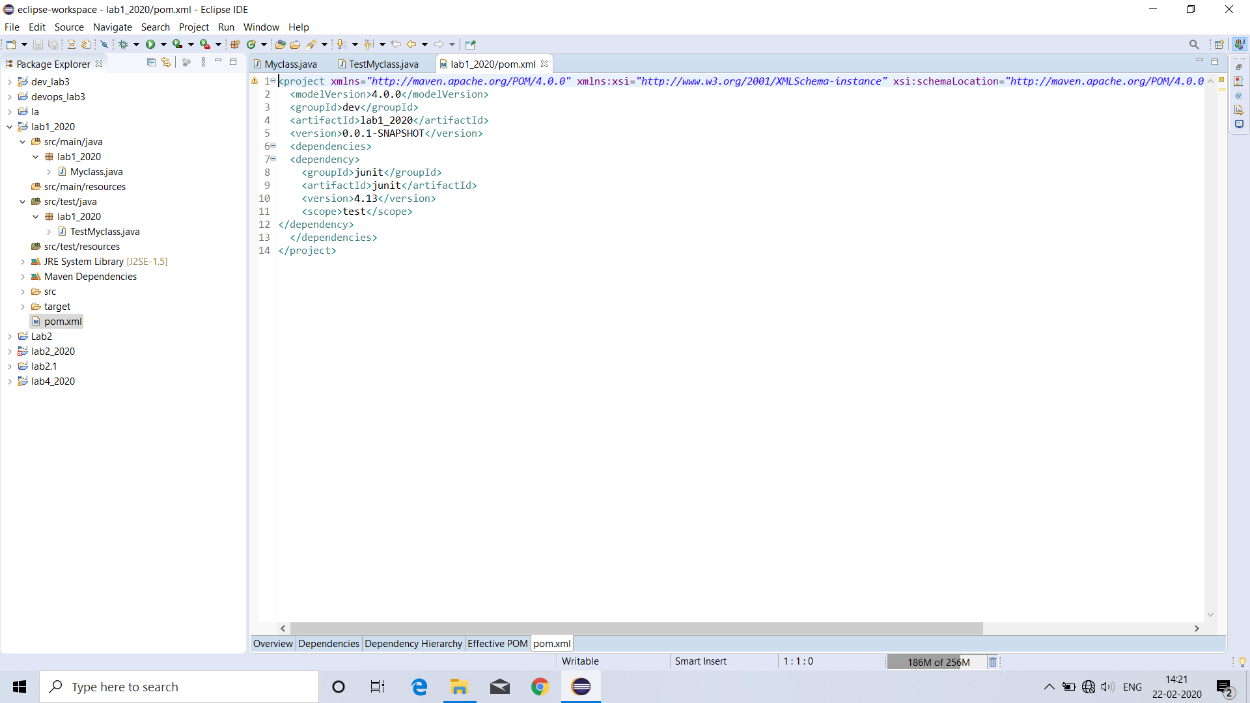 eclipse-workspace - lab1_2020/pom.xml - Eclipse IDE
File Edit Source Navigate Search Project Run Window Help
Package Explorer
dev_lab3
devops_lab3
la
lab1_2020
src/main/java
lab1_2020
Myclass.java
src/main/resources
src/test/java
lab1_2020
TestMyclass.java
src/test/resources
JRE System Library [J2SE-1.5]
Maven Dependencies
src
target
pom.xml
Lab2
lab2_2020
lab2.1
lab4_2020
Myclass.java TestMyclass.java lab1_2020/pom.xml
1 <project xmlns="http://maven.apache.org/POM/4.0.0" xmlns:xsi="http://www.w3.org/2001/XMLSchema-instance" xsi:schemaLocation="http://maven.apache.org/POM/4.0.0
2 <modelVersion>4.0.0</modelVersion>
3 <groupId>dev</groupId>
4 <artifactId>lab1_2020</artifactId>
5 <version>0.0.1-SNAPSHOT</version>
6 <dependencies>
7 <dependency>
8 <groupId>junit</groupId>
9 <artifactId>junit</artifactId>
10 <version>4.13</version>
11 <scope>test</scope>
12 </dependency>
13 </dependencies>
14 </project>
Overview Dependencies Dependency Hierarchy Effective POM pom.xml
Writable Smart Insert 1 : 1 : 0 186M of 256M
Type here to search
ENG
14:21
22-02-2020
2